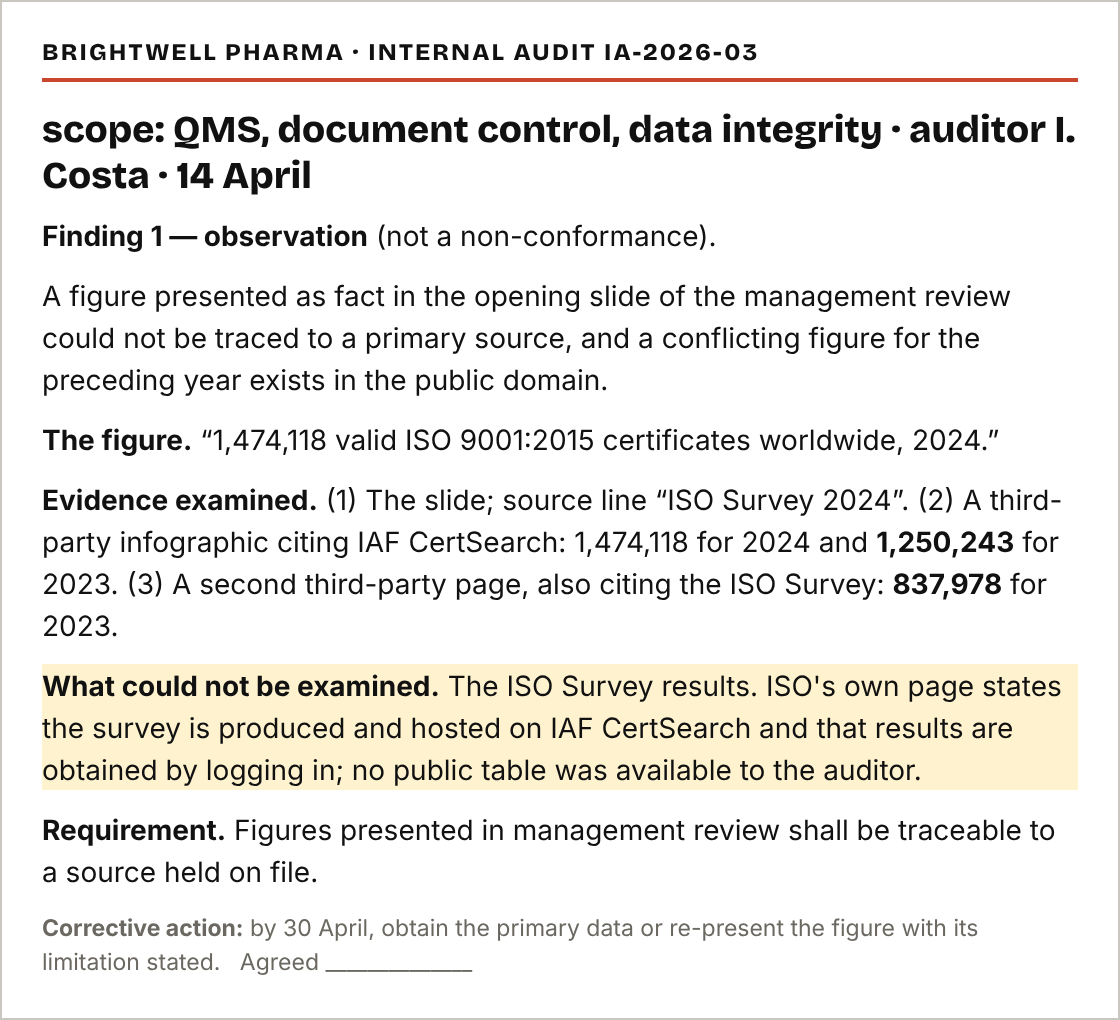 BRIGHTWELL PHARMA · INTERNAL AUDIT IA-2026-03
scope: QMS, document control, data integrity · auditor I.
Costa · 14 April
Finding 1 — observation (not a non-conformance).
A figure presented as fact in the opening slide of the management review
could not be traced to a primary source, and a conflicting figure for the
preceding year exists in the public domain.
The figure. “1,474,118 valid ISO 9001:2015 certificates worldwide, 2024.”
Evidence examined. (1) The slide; source line “ISO Survey 2024”. (2) A third-
party infographic citing IAF CertSearch: 1,474,118 for 2024 and 1,250,243 for
2023. (3) A second third-party page, also citing the ISO Survey: 837,978 for
2023.
What could not be examined. The ISO Survey results. ISO's own page states
the survey is produced and hosted on IAF CertSearch and that results are
obtained by logging in; no public table was available to the auditor.
Requirement. Figures presented in management review shall be traceable to
a source held on file.
Corrective action: by 30 April, obtain the primary data or re-present the figure with its
limitation stated. Agreed ______________